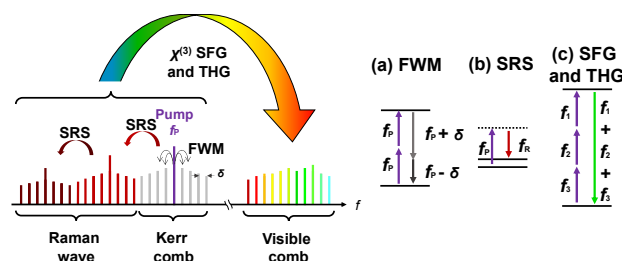 χ(3) SFG
and THG
Pump
fP
SRS
SRS
FWM
δ
f
Raman
wave
Kerr
comb
Visible
comb
(a) FWM
fP
fP + δ
fP
fP - δ
(b) SRS
fP
fR
(c) SFG
and THG
f1
f2
f3
f1
+
f2
+
f3